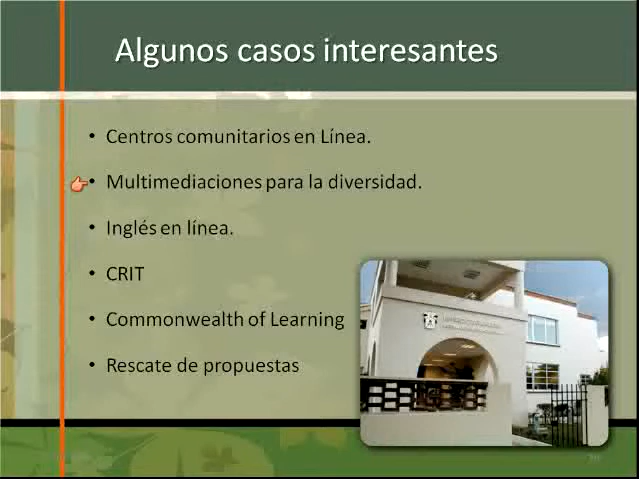 Algunos casos interesantes
• Centros comunitarios en Línea.
• Multimediaciones para la diversidad.
• Inglés en línea.
• CRIT
• Commonwealth of Learning
• Rescate de propuestas